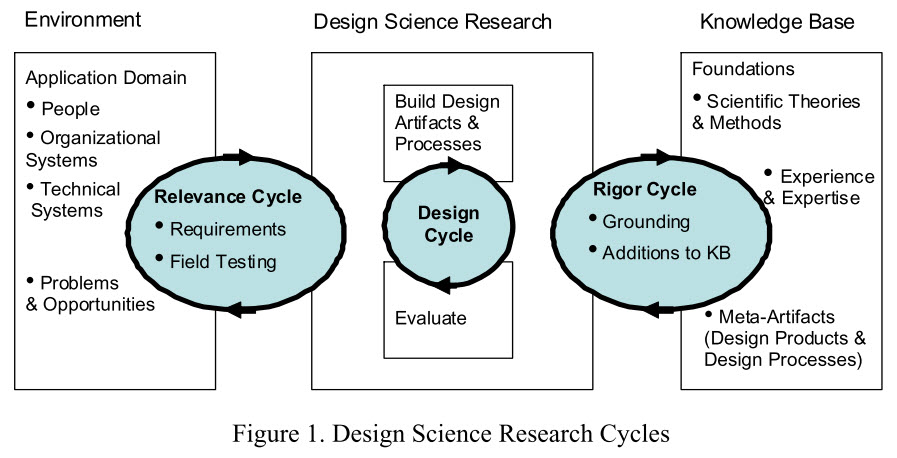 Environment
Design Science Research
Knowledge Base
Application Domain
• People
• Organizational
Systems
• Technical
Systems
• Problems
& Opportunities
Relevance Cycle
• Requirements
• Field Testing
Build Design
Artifacts &
Processes
Design
Cycle
Evaluate
Rigor Cycle
• Grounding
• Additions to KB
Foundations
• Scientific Theories
& Methods
• Experience
& Expertise
• Meta-Artifacts
(Design Products &
Design Processes)
Figure 1. Design Science Research Cycles